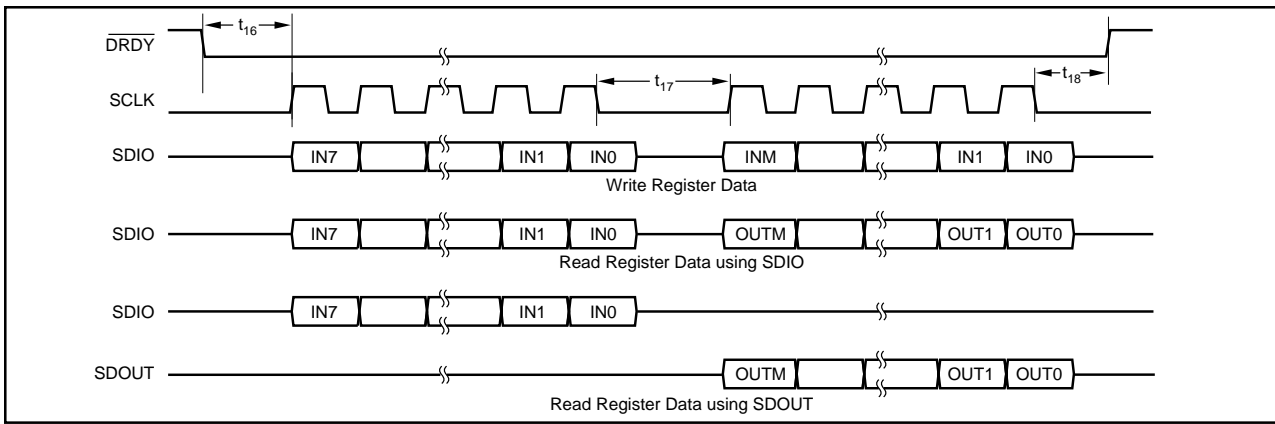 DRDY t16
SCLK t17 t18
SDIO IN7 IN1 IN0 INM IN1 IN0
Write Register Data
SDIO IN7 IN1 IN0 OUTM OUT1 OUT0
Read Register Data using SDIO
SDIO IN7 IN1 IN0
SDOUT OUTM OUT1 OUT0
Read Register Data using SDOUT